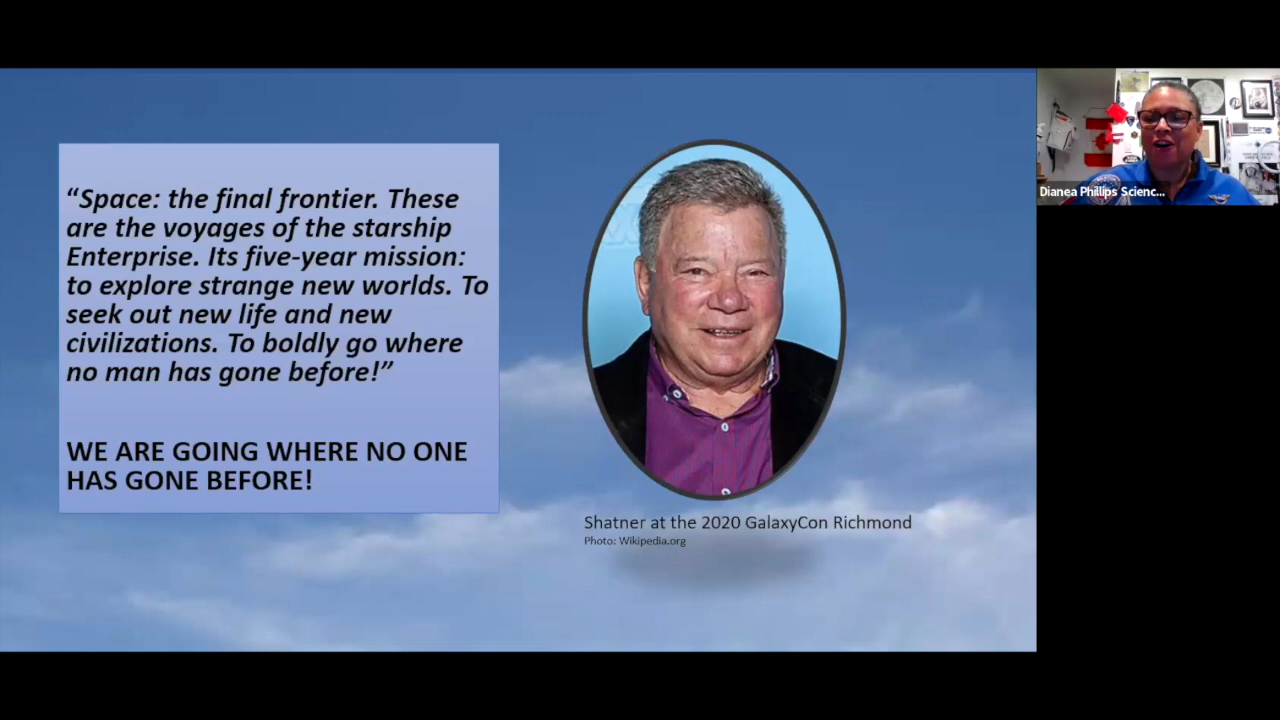 “Space: the final frontier. These
are the voyages of the starship
Enterprise. Its five-year mission:
to explore strange new worlds. To
seek out new life and new
civilizations. To boldly go where
no man has gone before!”
WE ARE GOING WHERE NO ONE
HAS GONE BEFORE!
Shatner at the 2020 GalaxyCon Richmond
Photo: Wikipedia.org
Dianea Phillips Scienc...